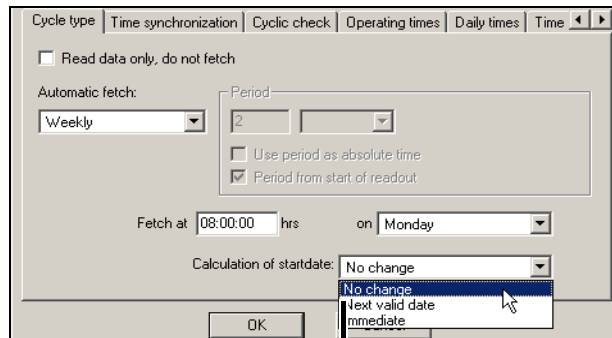 Cycle type Time synchronization Cyclic check Operating times Daily times Time
Read data only, do not fetch
Automatic fetch:
Period
Weekly
2
Use period as absolute time
Period from start of readout
Fetch at 08:00:00 hrs on Monday
Calculation of startdate: No change
No change
Next valid date
mmediate
OK